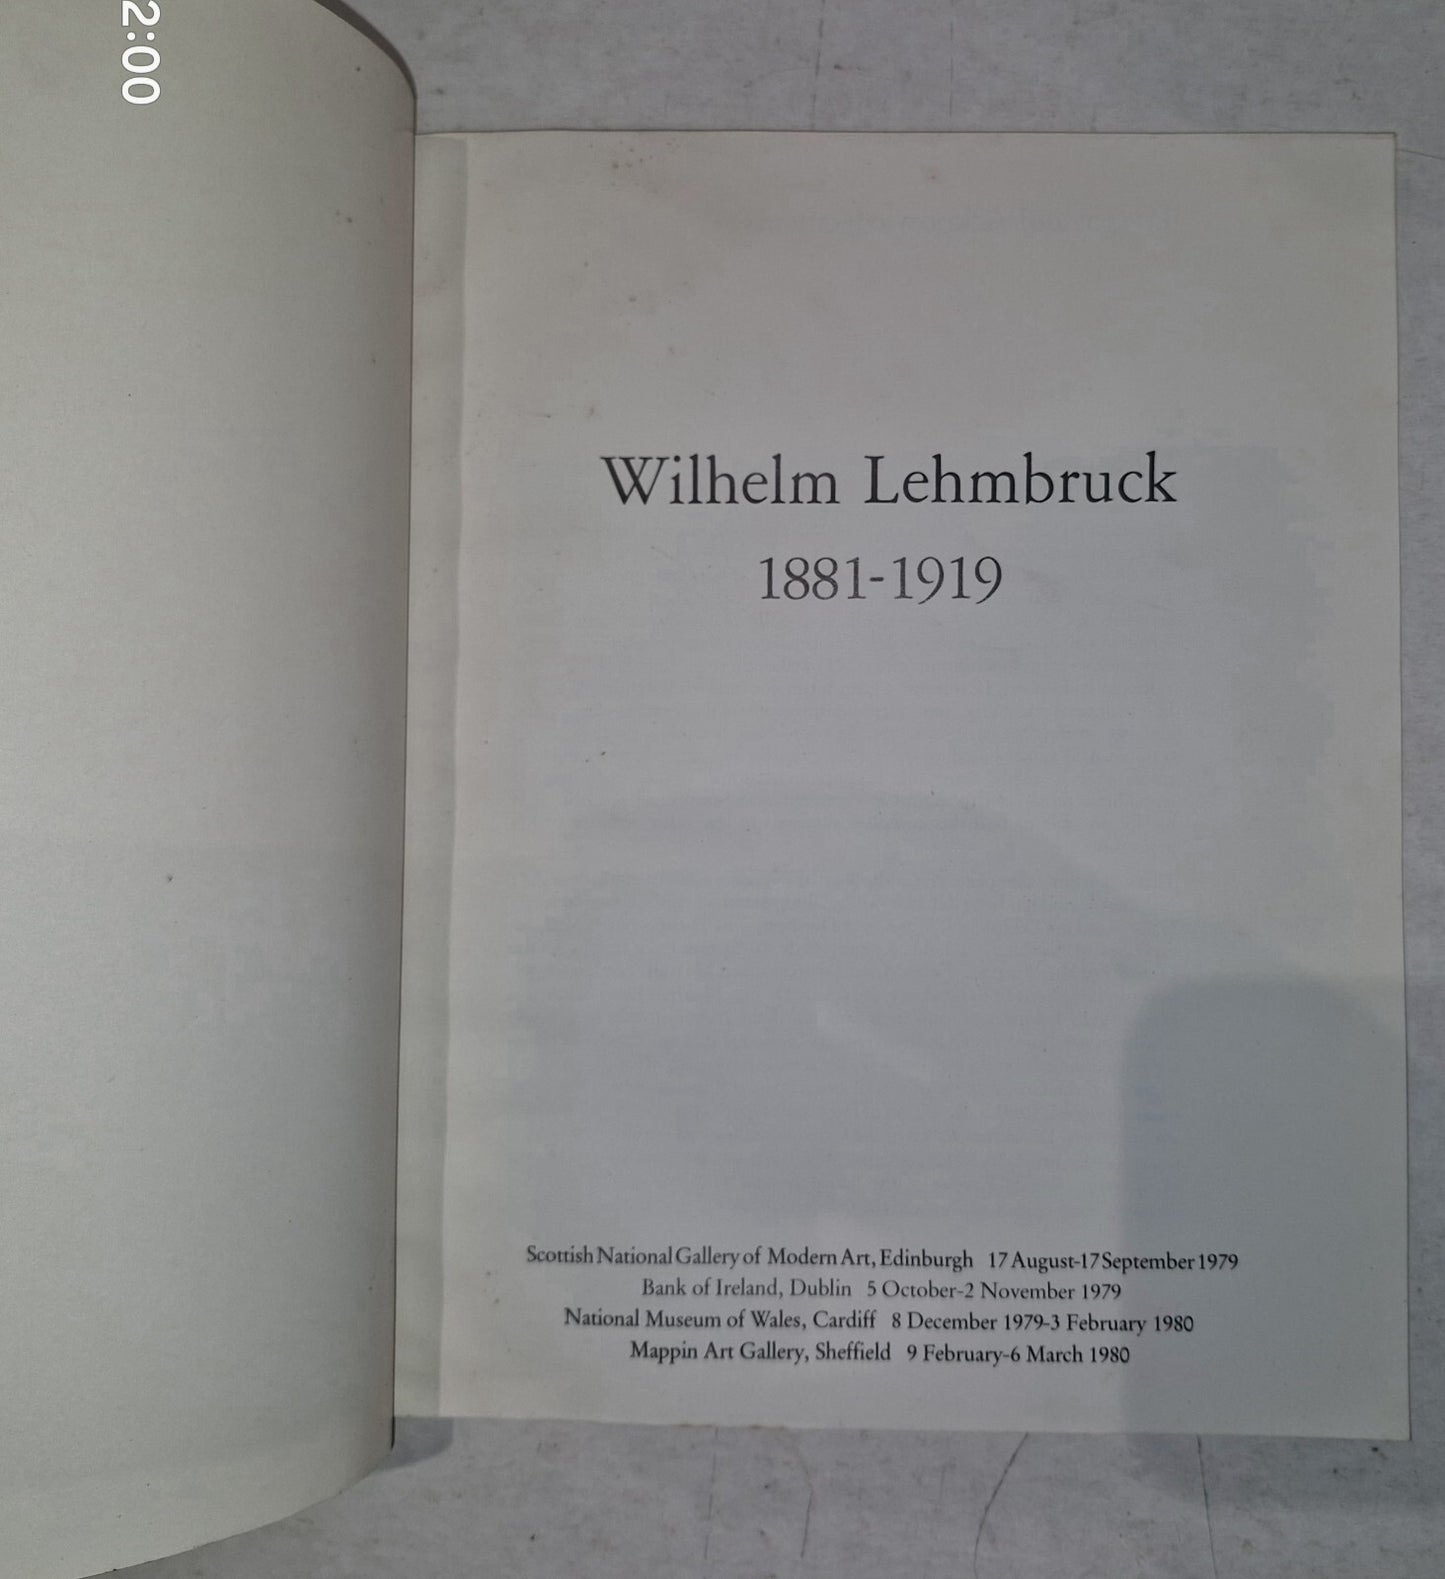 2:00
Wilhelm Lehmbruck
1881-1919
Scottish National Gallery of Modern Art, Edinburgh 17 August-17 September 1979
Bank of Ireland, Dublin 5 October-2 November 1979
National Museum of Wales, Cardiff 8 December 1979-3 February 1980
Mappin Art Gallery, Sheffield 9 February-6 March 1980